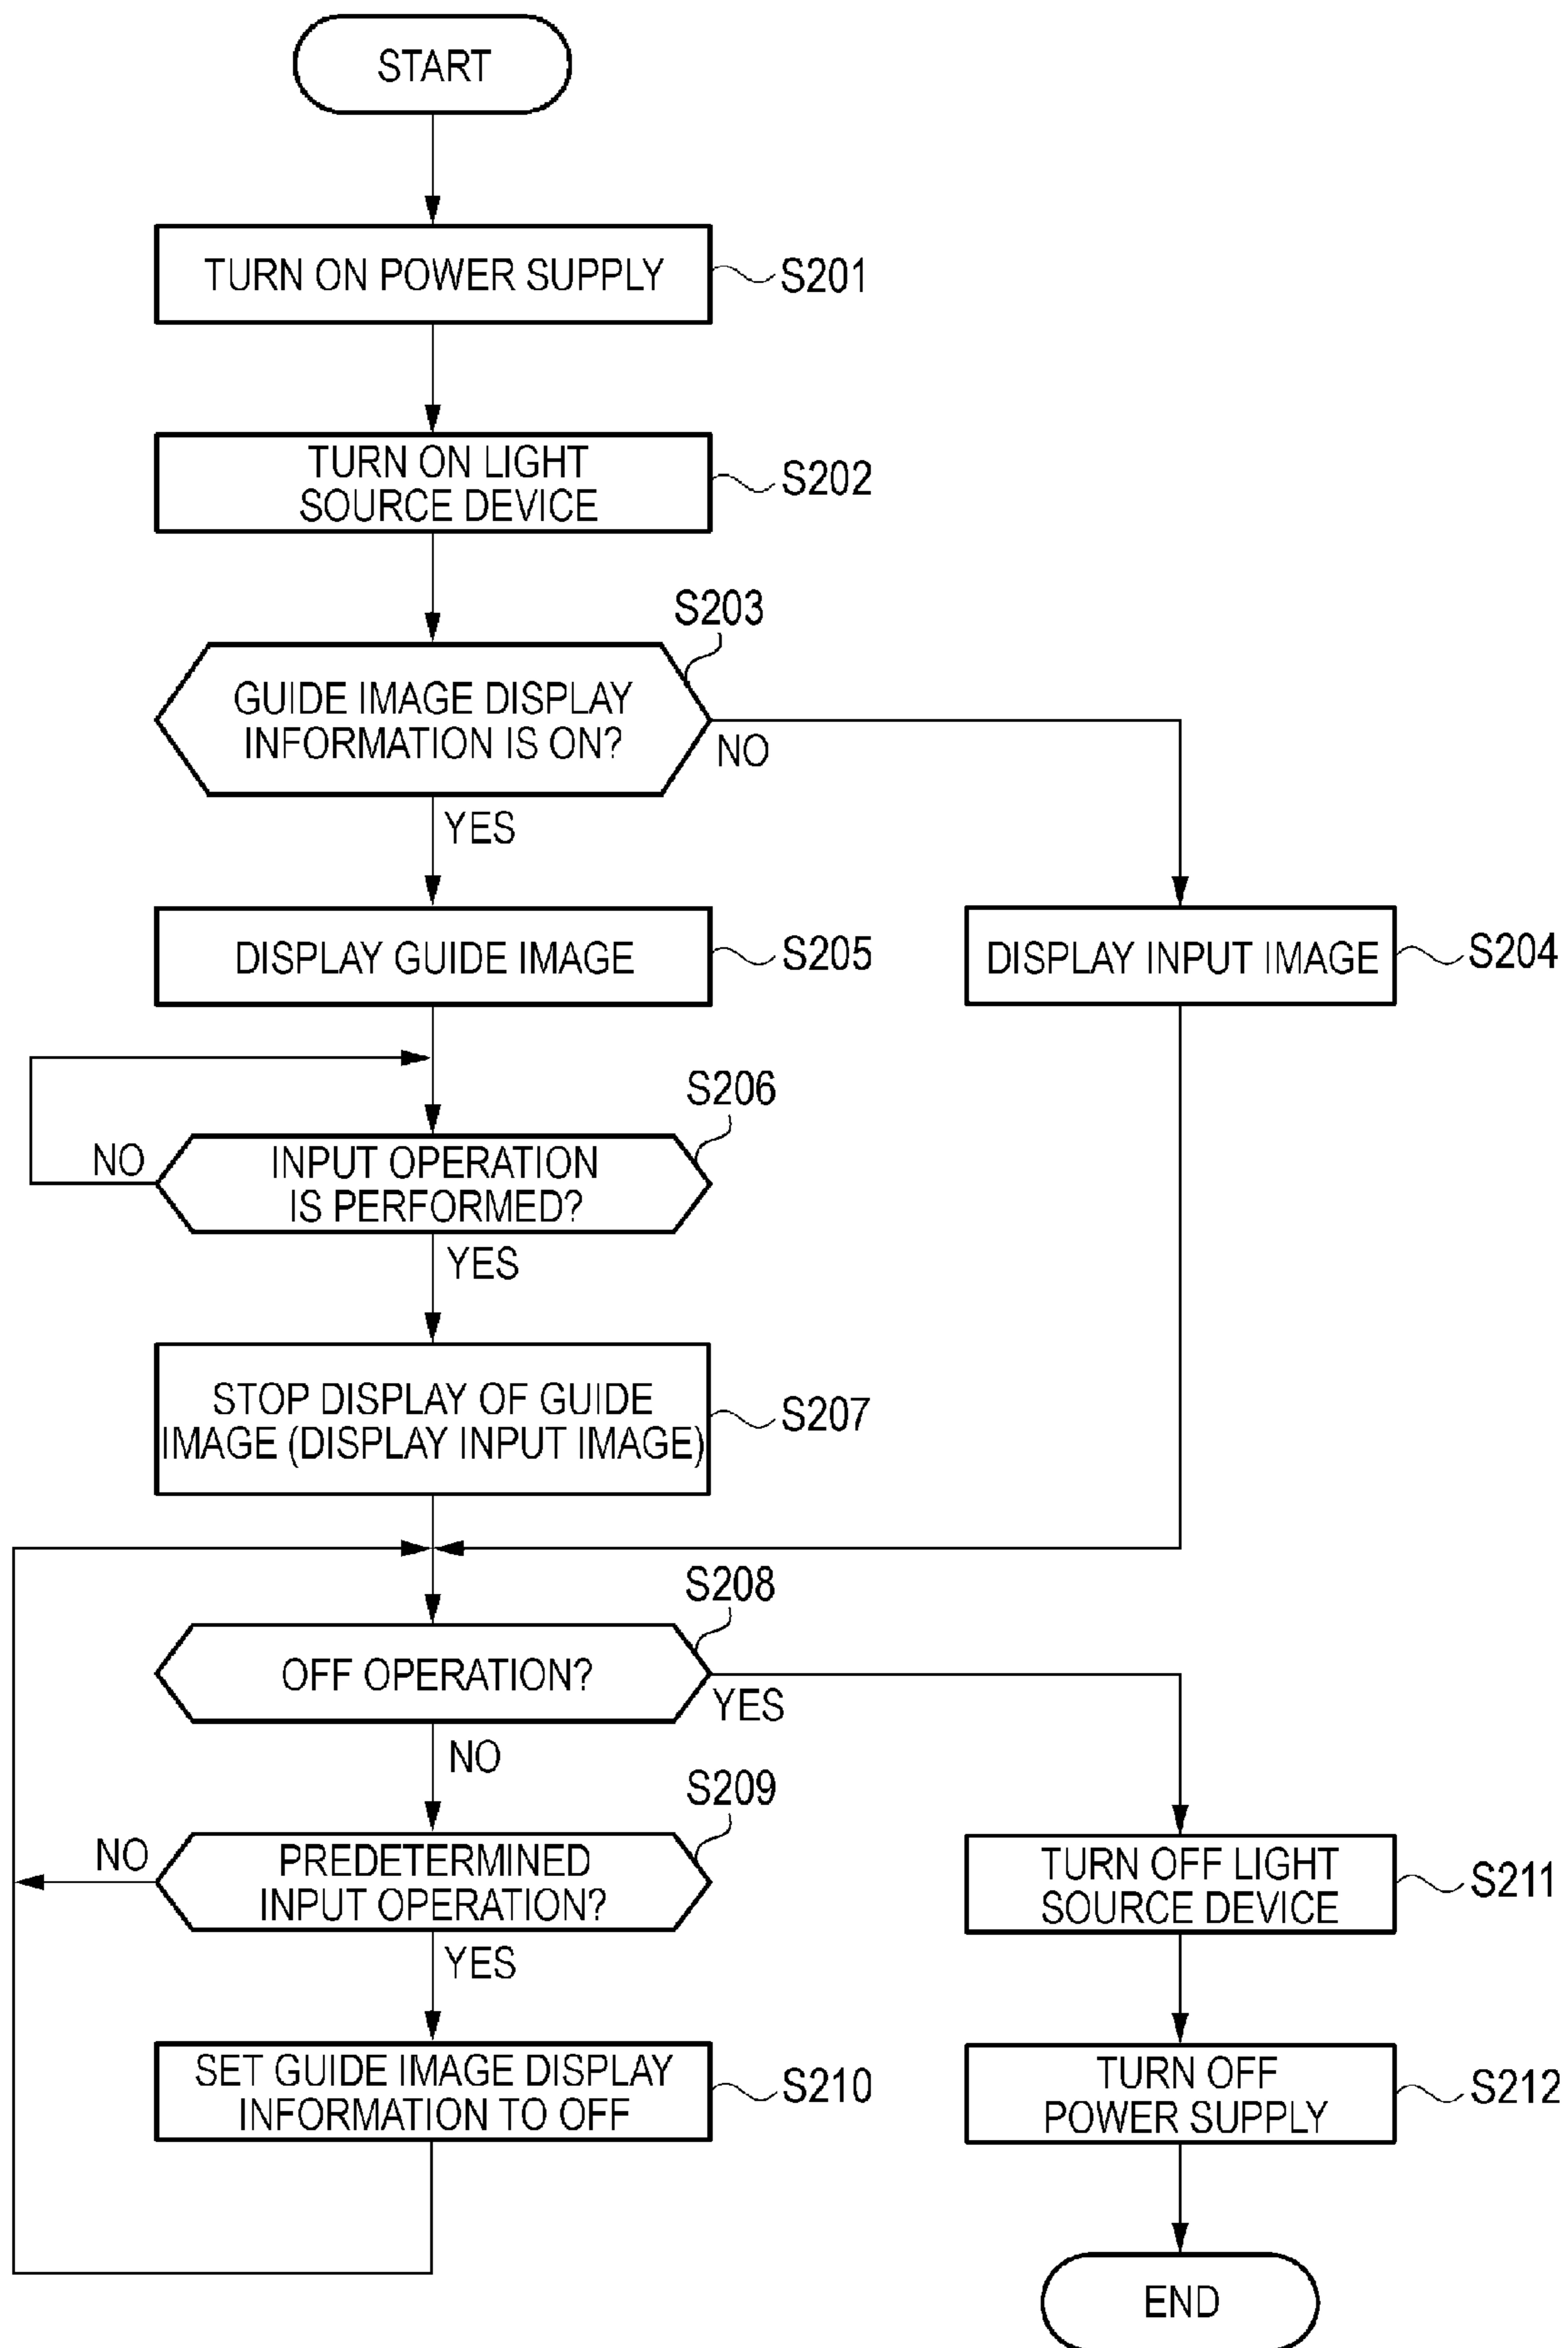 START
TURN ON POWER SUPPLY
S201
TURN ON LIGHT
SOURCE DEVICE
S202
S203
GUIDE IMAGE DISPLAY
INFORMATION IS ON?
NO
YES
DISPLAY GUIDE IMAGE
S205
DISPLAY INPUT IMAGE
S204
S206
NO
INPUT OPERATION
IS PERFORMED?
YES
STOP DISPLAY OF GUIDE
IMAGE (DISPLAY INPUT IMAGE)
S207
S208
OFF OPERATION?
YES
NO
S209
NO
PREDETERMINED
INPUT OPERATION?
YES
TURN OFF LIGHT
SOURCE DEVICE
S211
SET GUIDE IMAGE DISPLAY
INFORMATION TO OFF
S210
TURN OFF
POWER SUPPLY
S212
END